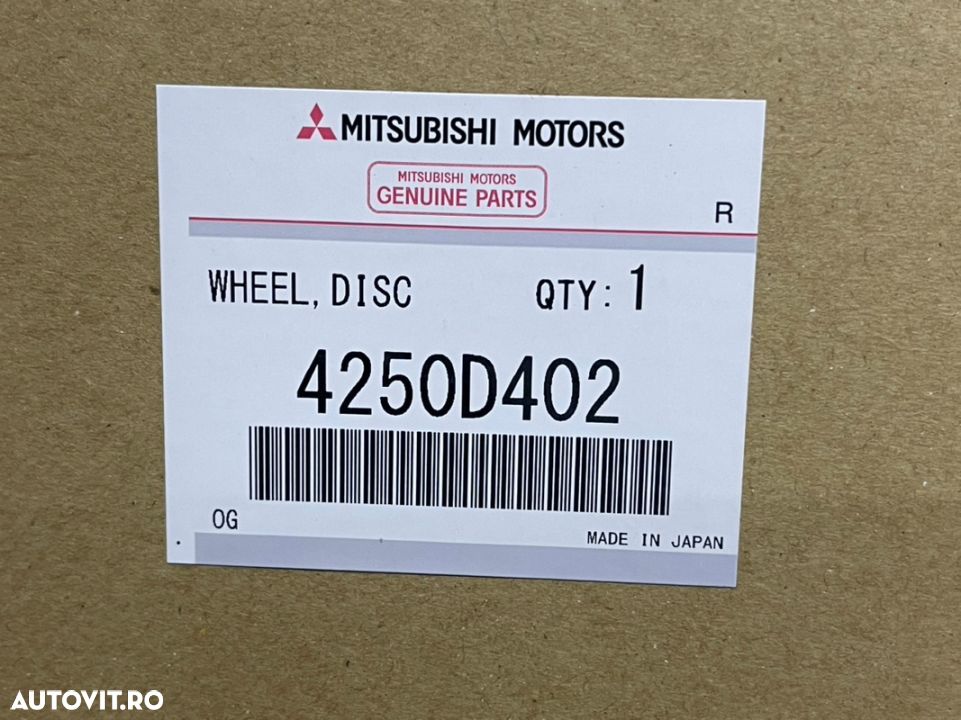 MITSUBISHI MOTORS
MITSUBISHI MOTORS
GENUINE PARTS
R
WHEEL, DISC QTY: 1
4250D402
OG
MADE IN JAPAN
AUTOVIT.RO